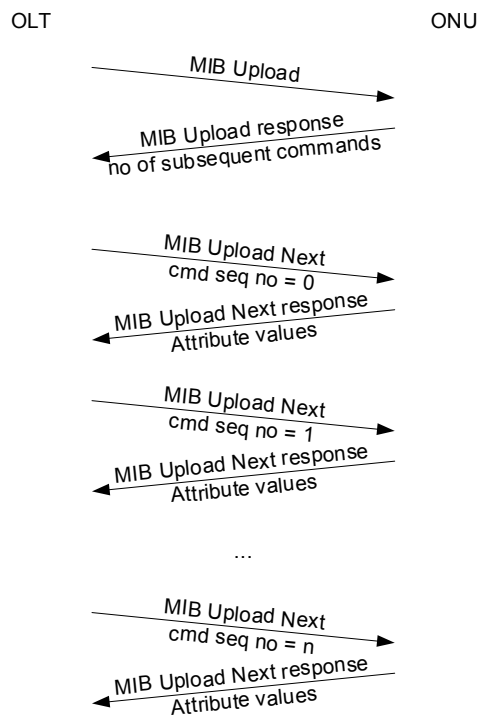 OLT
ONU
MIB Upload
MIB Upload response
no of subsequent commands
MIB Upload Next
cmd seq no = 0
MIB Upload Next response
Attribute values
MIB Upload Next
cmd seq no = 1
MIB Upload Next response
Attribute values
...
MIB Upload Next
cmd seq no = n
MIB Upload Next response
Attribute values